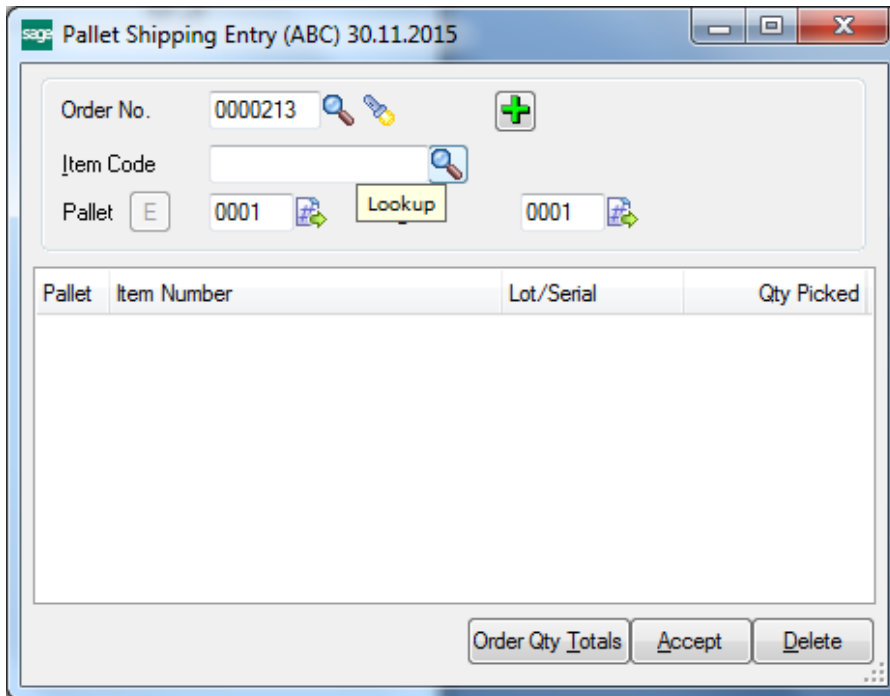 sage Pallet Shipping Entry (ABC) 30.11.2015
Order No. 0000213
Item Code
Lookup
Pallet E 0001 0001
Pallet Item Number Lot/Serial Qty Picked
Order Qty Totals Accept Delete